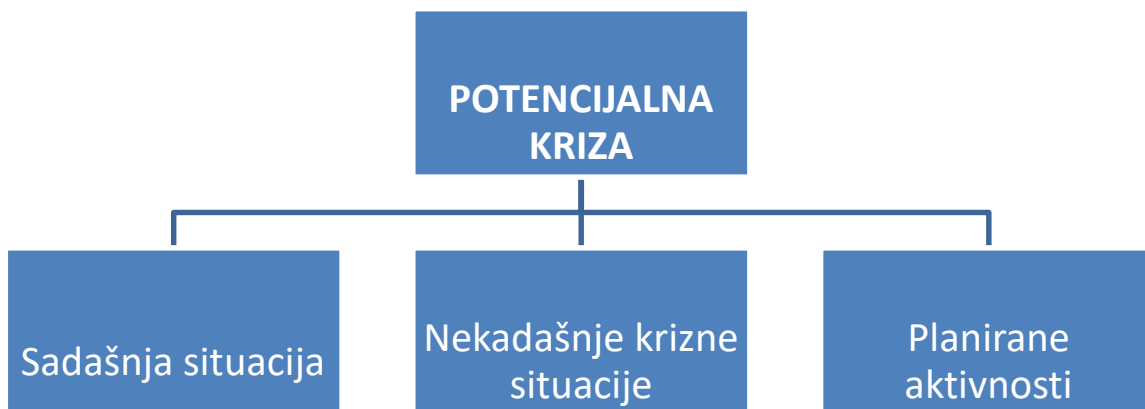 POTENCIJALNA
KRIZA
Sadašnja situacija
Nekadašnje krizne
situacije
Planirane
aktivnosti